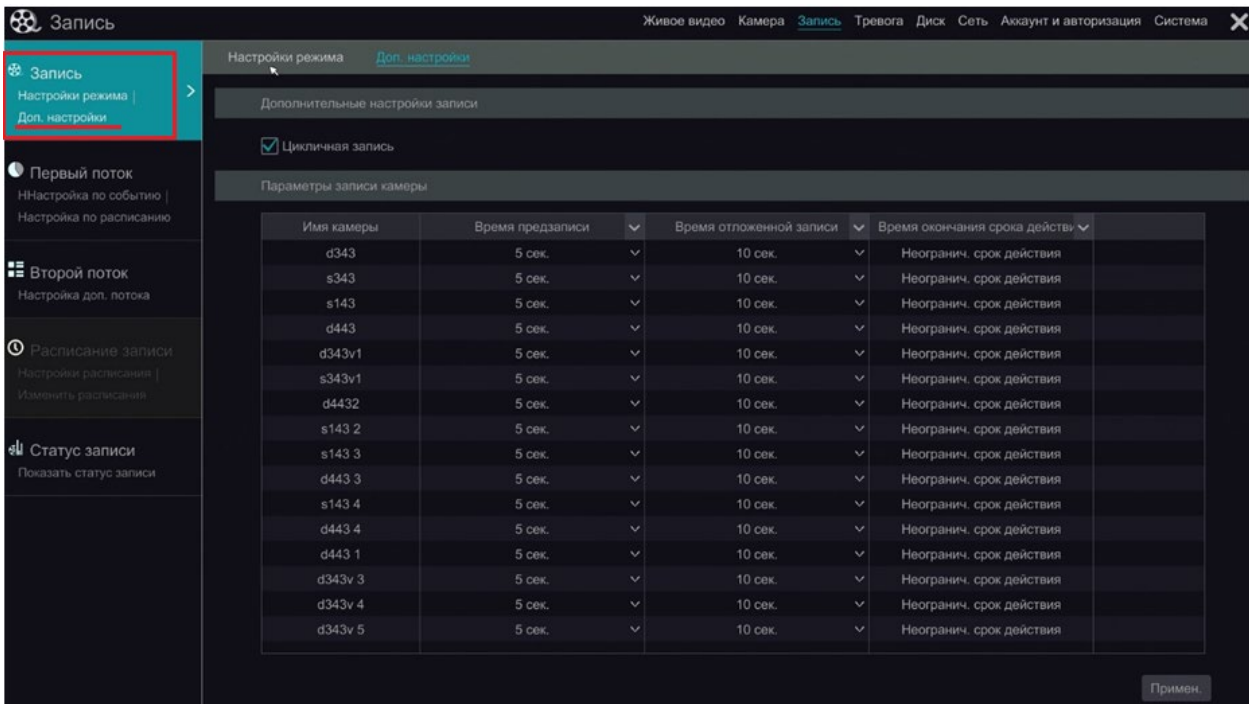 Запись
Живое видео Камера Запись Тревога Диск Сеть Аккаунт и авторизация Система
Запись
Настройки режима |
Доп. настройки
Первый поток
ННастройка по событию |
Настройка по расписанию
Второй поток
Настройка доп. потока
Расписание записи
Настройки расписания |
Изменить расписания
Статус записи
Показать статус записи
Настройки режима Доп. настройки
Дополнительные настройки записи
Цикличная запись
Параметры записи камеры
Имя камеры Время предзаписи Время отложенной записи Время окончания срока действи
d343 5 сек. 10 сек. Неогранич. срок действия
s343 5 сек. 10 сек. Неогранич. срок действия
s143 5 сек. 10 сек. Неогранич. срок действия
d443 5 сек. 10 сек. Неогранич. срок действия
d343v1 5 сек. 10 сек. Неогранич. срок действия
s343v1 5 сек. 10 сек. Неогранич. срок действия
d4432 5 сек. 10 сек. Неогранич. срок действия
s143 2 5 сек. 10 сек. Неогранич. срок действия
s143 3 5 сек. 10 сек. Неогранич. срок действия
d443 3 5 сек. 10 сек. Неогранич. срок действия
s143 4 5 сек. 10 сек. Неогранич. срок действия
d443 4 5 сек. 10 сек. Неогранич. срок действия
d443 1 5 сек. 10 сек. Неогранич. срок действия
d343v 3 5 сек. 10 сек. Неогранич. срок действия
d343v 4 5 сек. 10 сек. Неогранич. срок действия
d343v 5 5 сек. 10 сек. Неогранич. срок действия
Примен.